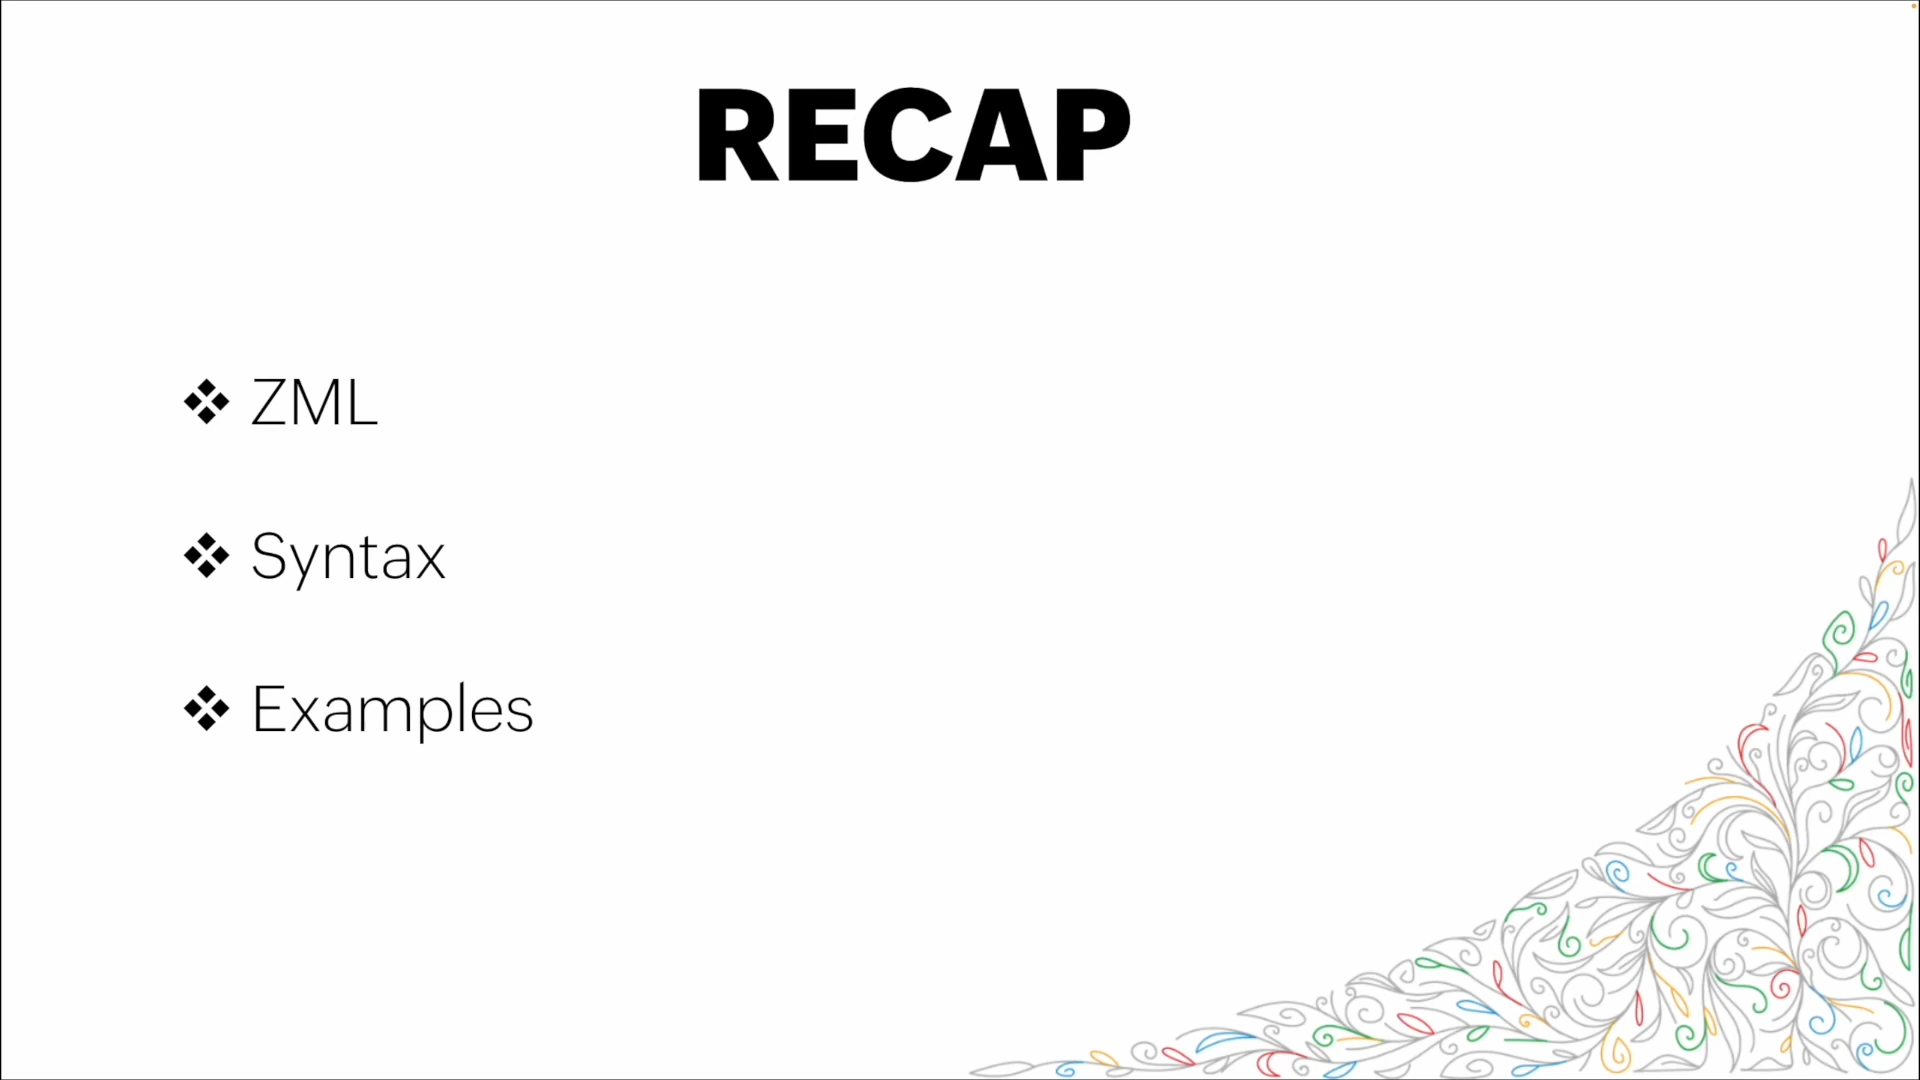 RECAP
❖ ZML
❖ Syntax
❖ Examples